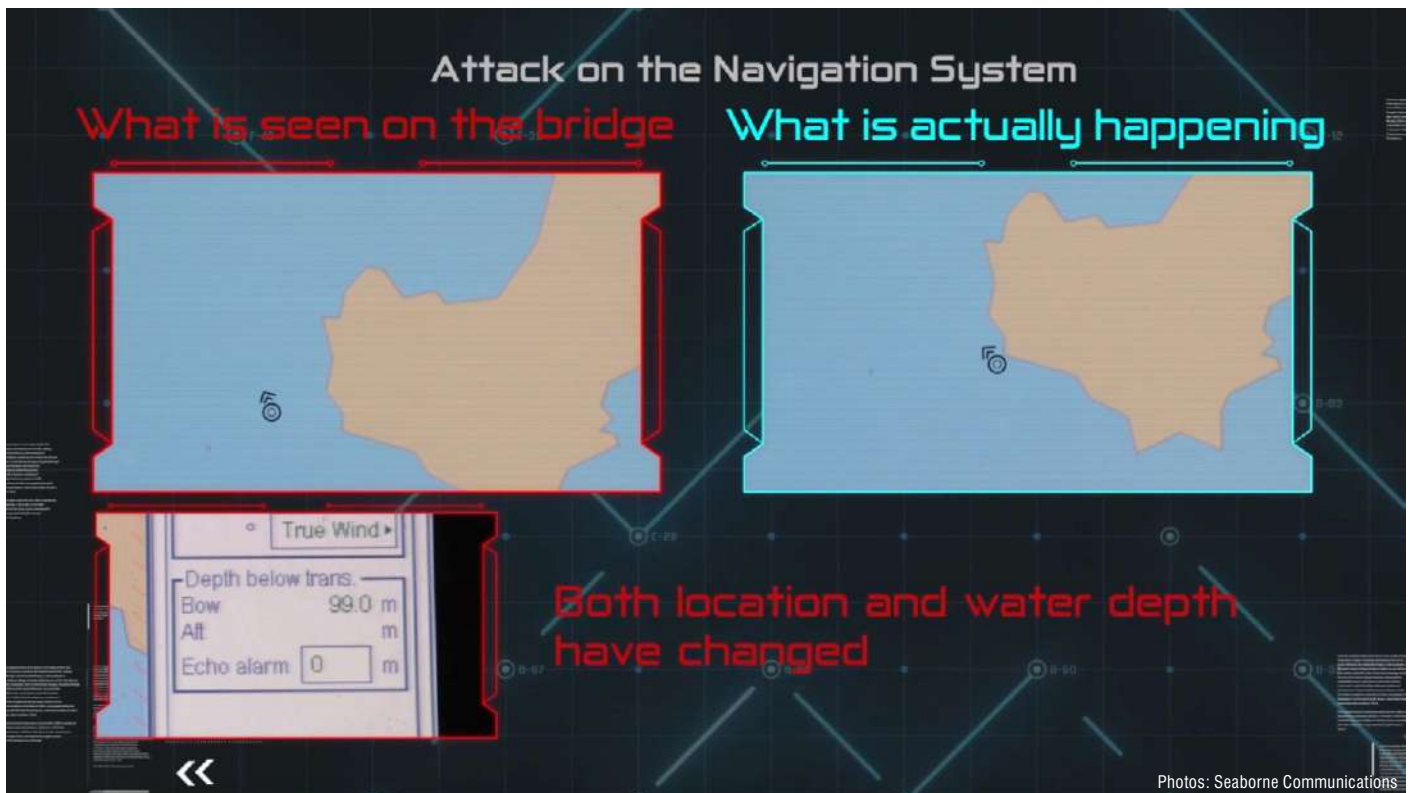 Attack on the Navigation System
What is seen on the bridge
What is actually happening
True Wind
Depth below trans.
Bow 99.0 m
Aft m
Echo alarm 0 m
Both location and water depth
have changed
Photos: Seaborne Communications